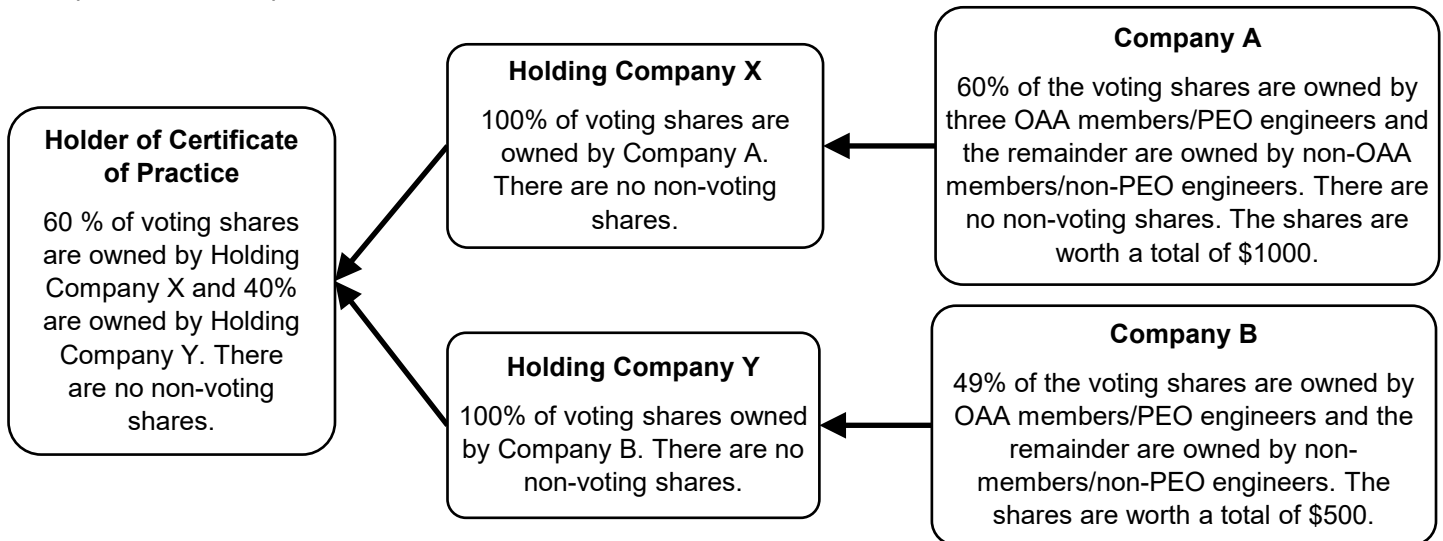 Holder of Certificate
of Practice
60 % of voting shares
are owned by Holding
Company X and 40%
are owned by Holding
Company Y. There
are no non-voting
shares.
Holding Company X
100% of voting shares are
owned by Company A.
There are no non-voting
shares.
Holding Company Y
100% of voting shares owned
by Company B. There are no
non-voting shares.
Company A
60% of the voting shares are owned by
three OAA members/PEO engineers and
the remainder are owned by non-OAA
members/non-PEO engineers. There are
no non-voting shares. The shares are
worth a total of $1000.
Company B
49% of the voting shares are owned by
OAA members/PEO engineers and the
remainder are owned by non-
members/non-PEO engineers. The
shares are worth a total of $500.